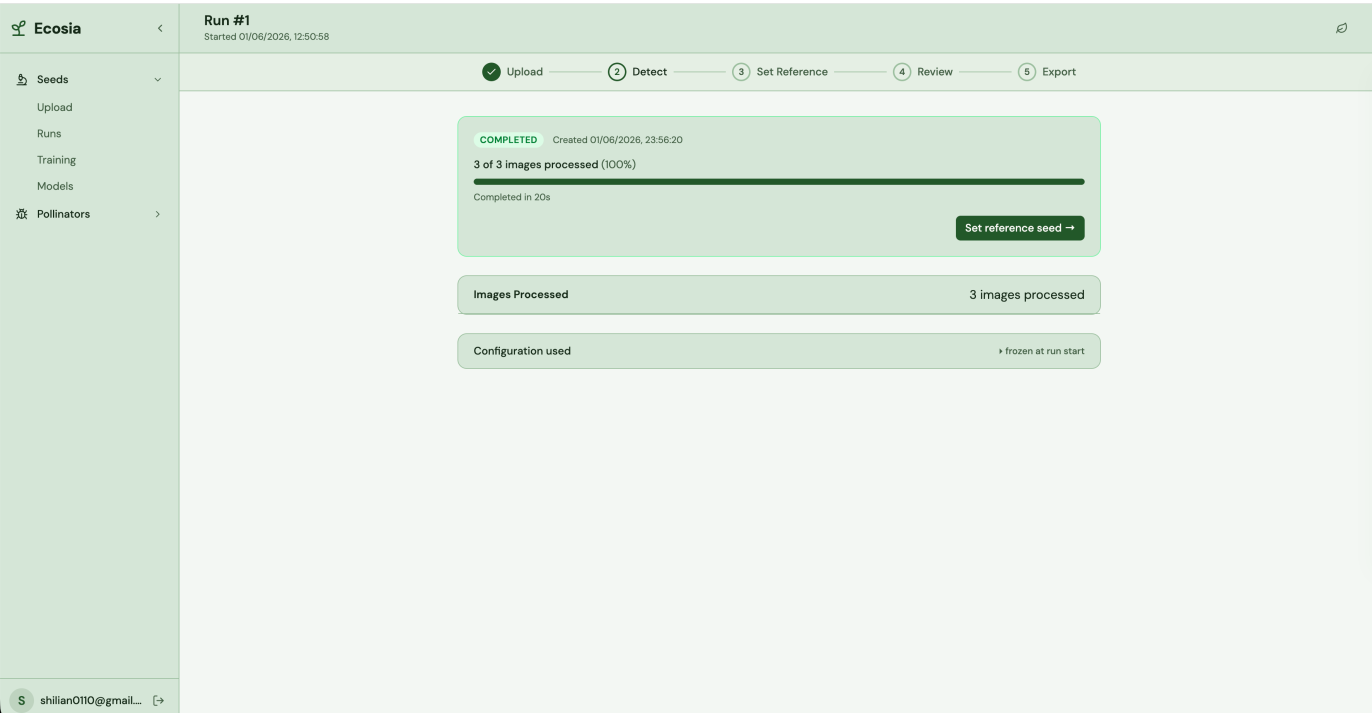 Ecosia
Seeds
Upload
Runs
Training
Models
Pollinators
S shilian0110@gmail....
Run #1
Started 01/06/2026, 12:50:58
Upload 2 Detect 3 Set Reference 4 Review 5 Export
COMPLETED Created 01/06/2026, 23:56:20
3 of 3 images processed (100%)
Completed in 20s
Set reference seed →
Images Processed 3 images processed
Configuration used frozen at run start